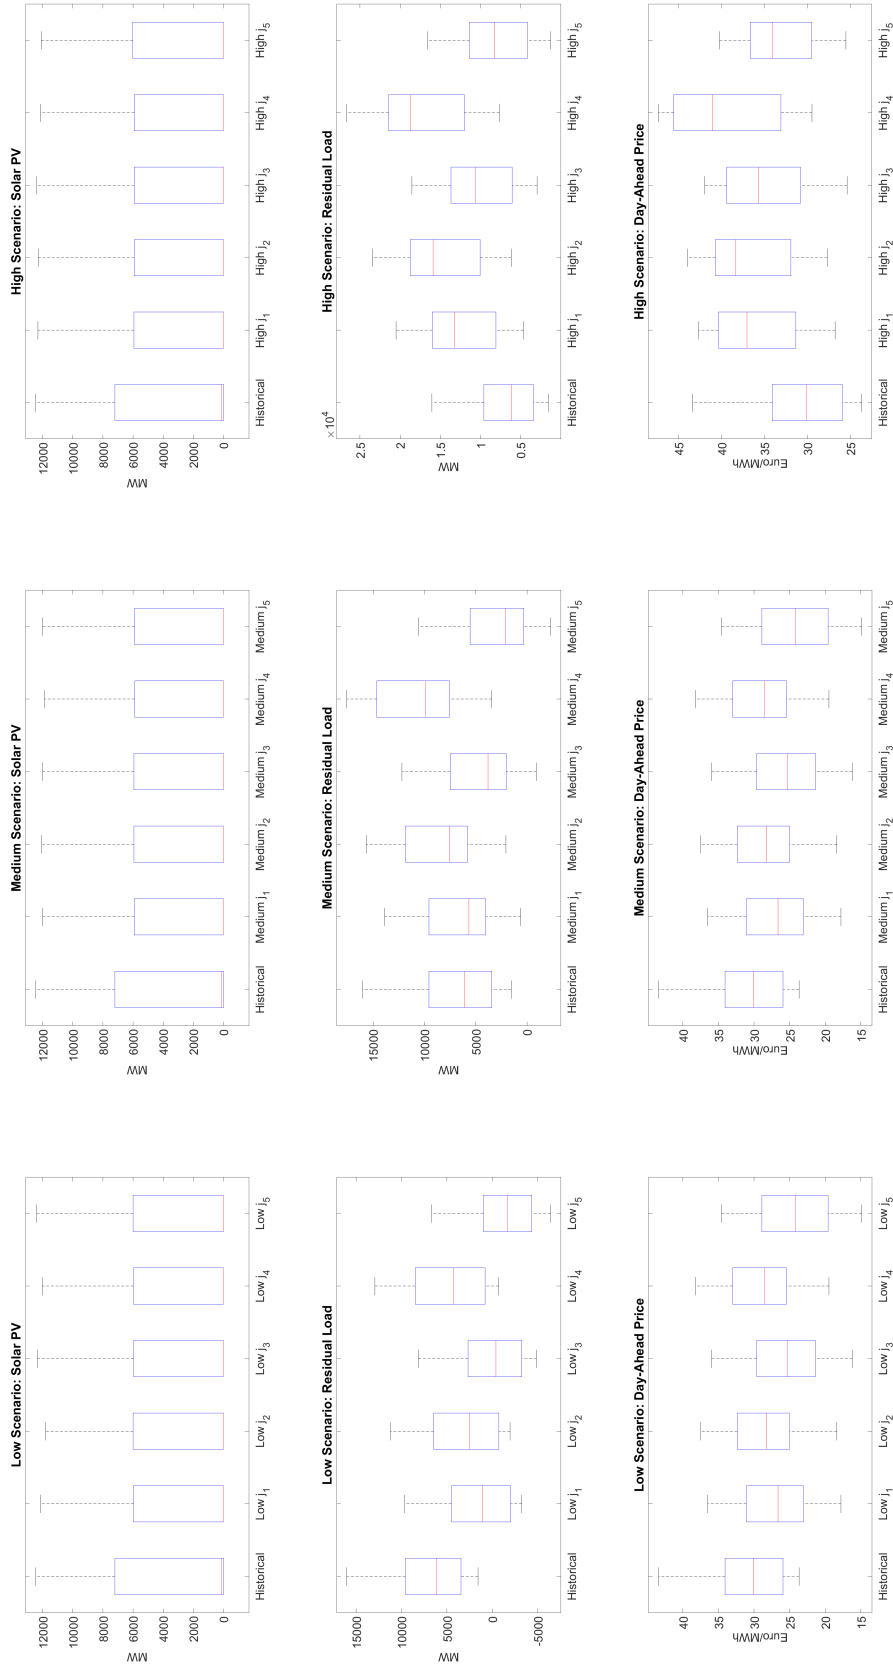 Low Scenario: Solar PV
12000
10000
8000
6000
4000
2000
0
MW
Historical Low j1 Low j2 Low j3 Low j4 Low j5
Medium Scenario: Solar PV
12000
10000
8000
6000
4000
2000
0
MW
Historical Medium j1 Medium j2 Medium j3 Medium j4 Medium j5
High Scenario: Solar PV
12000
10000
8000
6000
4000
2000
0
MW
Historical High j1 High j2 High j3 High j4 High j5
Low Scenario: Residual Load
15000
10000
5000
0
-5000
MW
Historical Low j1 Low j2 Low j3 Low j4 Low j5
Medium Scenario: Residual Load
15000
10000
5000
0
MW
Historical Medium j1 Medium j2 Medium j3 Medium j4 Medium j5
High Scenario: Residual Load
×10^4
2.5
2
1.5
1
0.5
MW
Historical High j1 High j2 High j3 High j4 High j5
Low Scenario: Day-Ahead Price
40
35
30
25
20
15
Euro/MWh
Historical Low j1 Low j2 Low j3 Low j4 Low j5
Medium Scenario: Day-Ahead Price
40
35
30
25
20
15
Euro/MWh
Historical Medium j1 Medium j2 Medium j3 Medium j4 Medium j5
High Scenario: Day-Ahead Price
45
40
35
30
25
Euro/MWh
Historical High j1 High j2 High j3 High j4 High j5